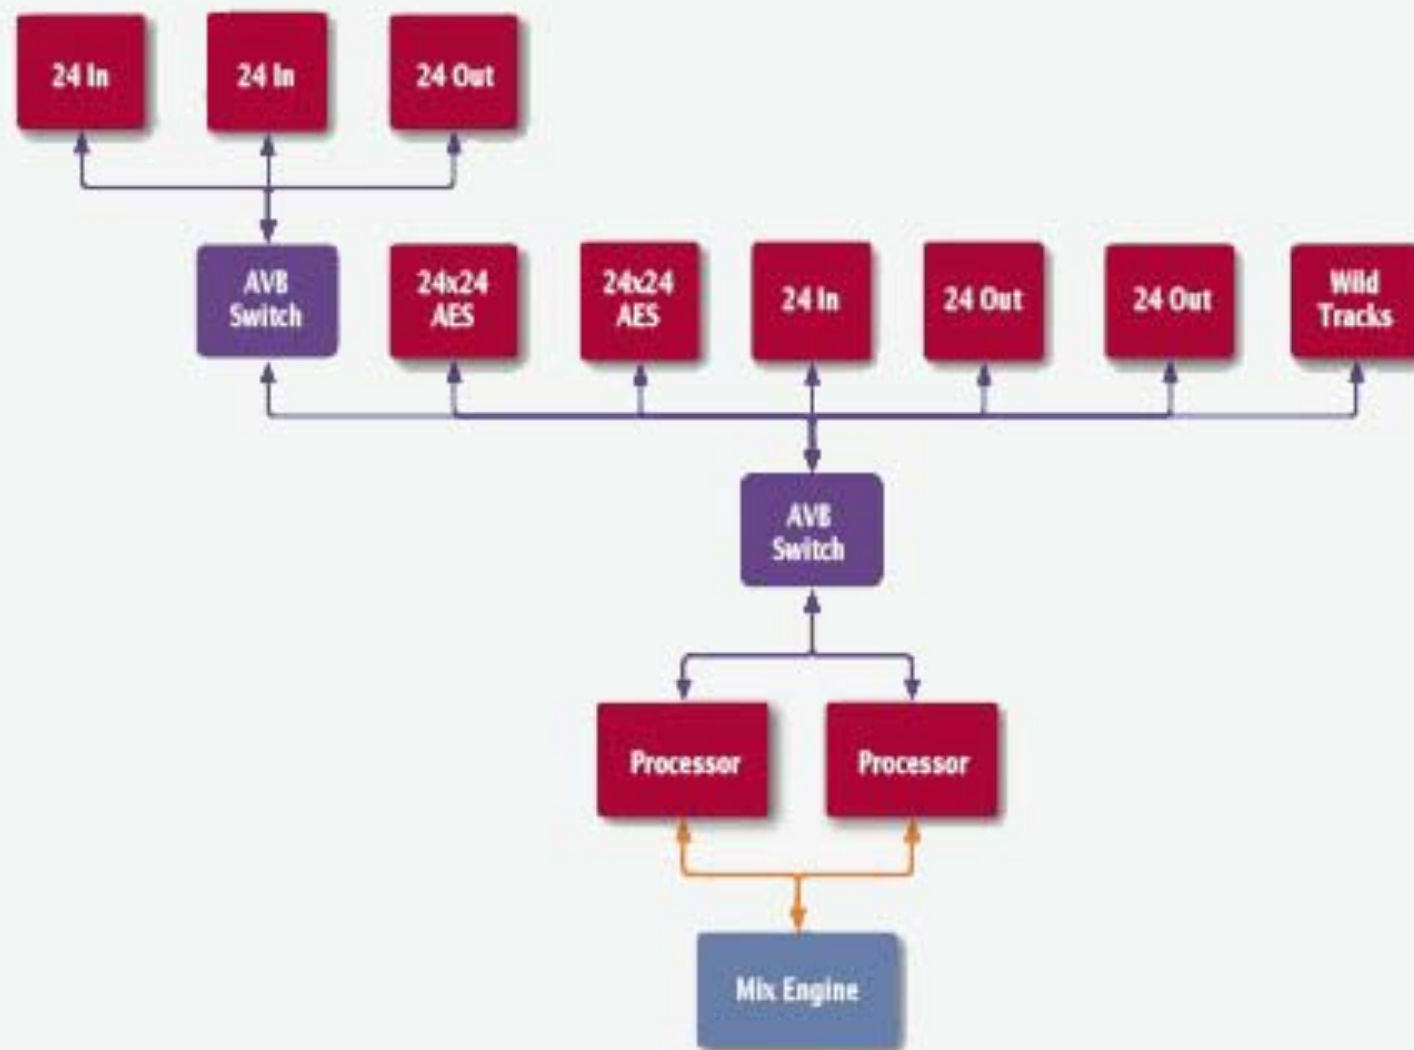 24 In
24 In
24 Out
AVB
Switch
24x24
AES
24x24
AES
24 In
24 Out
24 Out
Wild
Tracks
AVB
Switch
Processor
Processor
Mix Engine